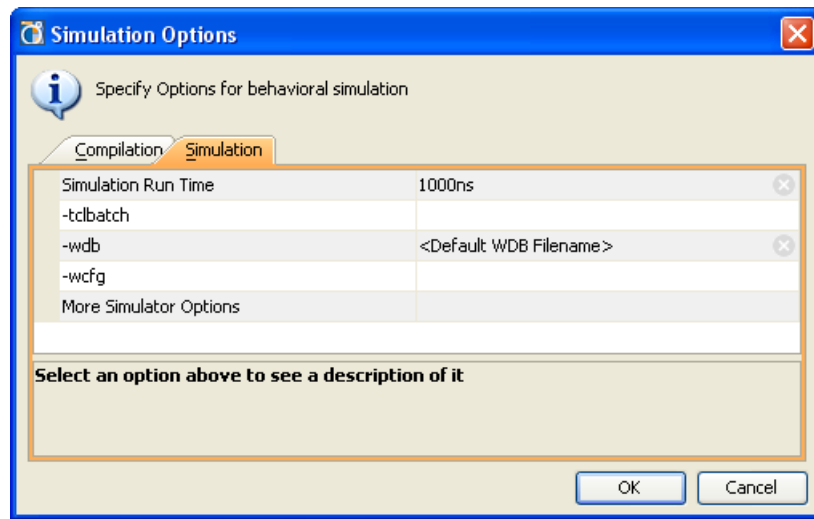 Simulation Options
Specify Options for behavioral simulation
Compilation Simulation
Simulation Run Time 1000ns
-tclbatch
-wdb <Default WDB Filename>
-wcfg
More Simulator Options
Select an option above to see a description of it
OK Cancel